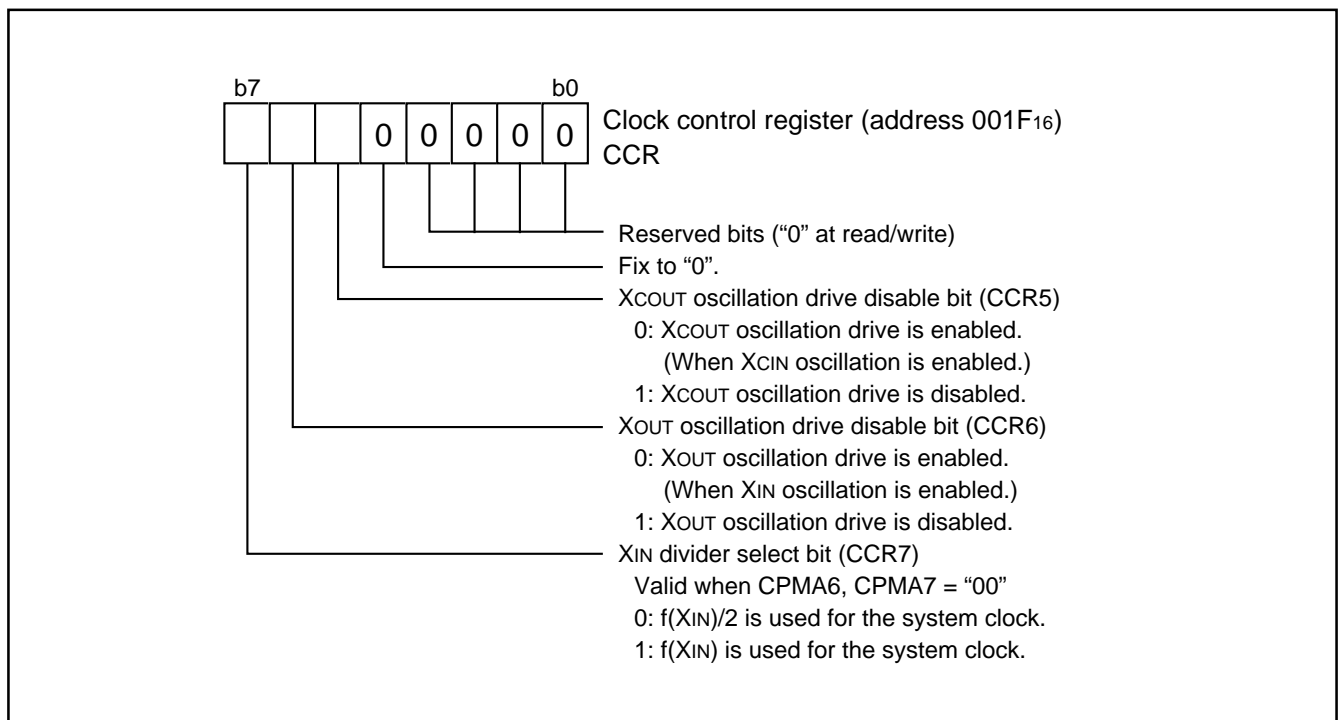 b7 b0
0 0 0 0 0 Clock control register (address 001F16)
CCR
Reserved bits (“0” at read/write)
Fix to “0”.
XCOUT oscillation drive disable bit (CCR5)
0: XCOUT oscillation drive is enabled.
(When XCIN oscillation is enabled.)
1: XCOUT oscillation drive is disabled.
XOUT oscillation drive disable bit (CCR6)
0: XOUT oscillation drive is enabled.
(When XIN oscillation is enabled.)
1: XOUT oscillation drive is disabled.
XIN divider select bit (CCR7)
Valid when CPMA6, CPMA7 = “00”
0: f(XIN)/2 is used for the system clock.
1: f(XIN) is used for the system clock.